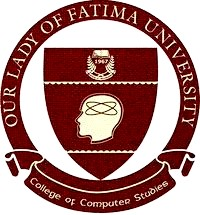 OUR LADY OF FATIMA UNIVERSITY
1967
College of Computer Studies